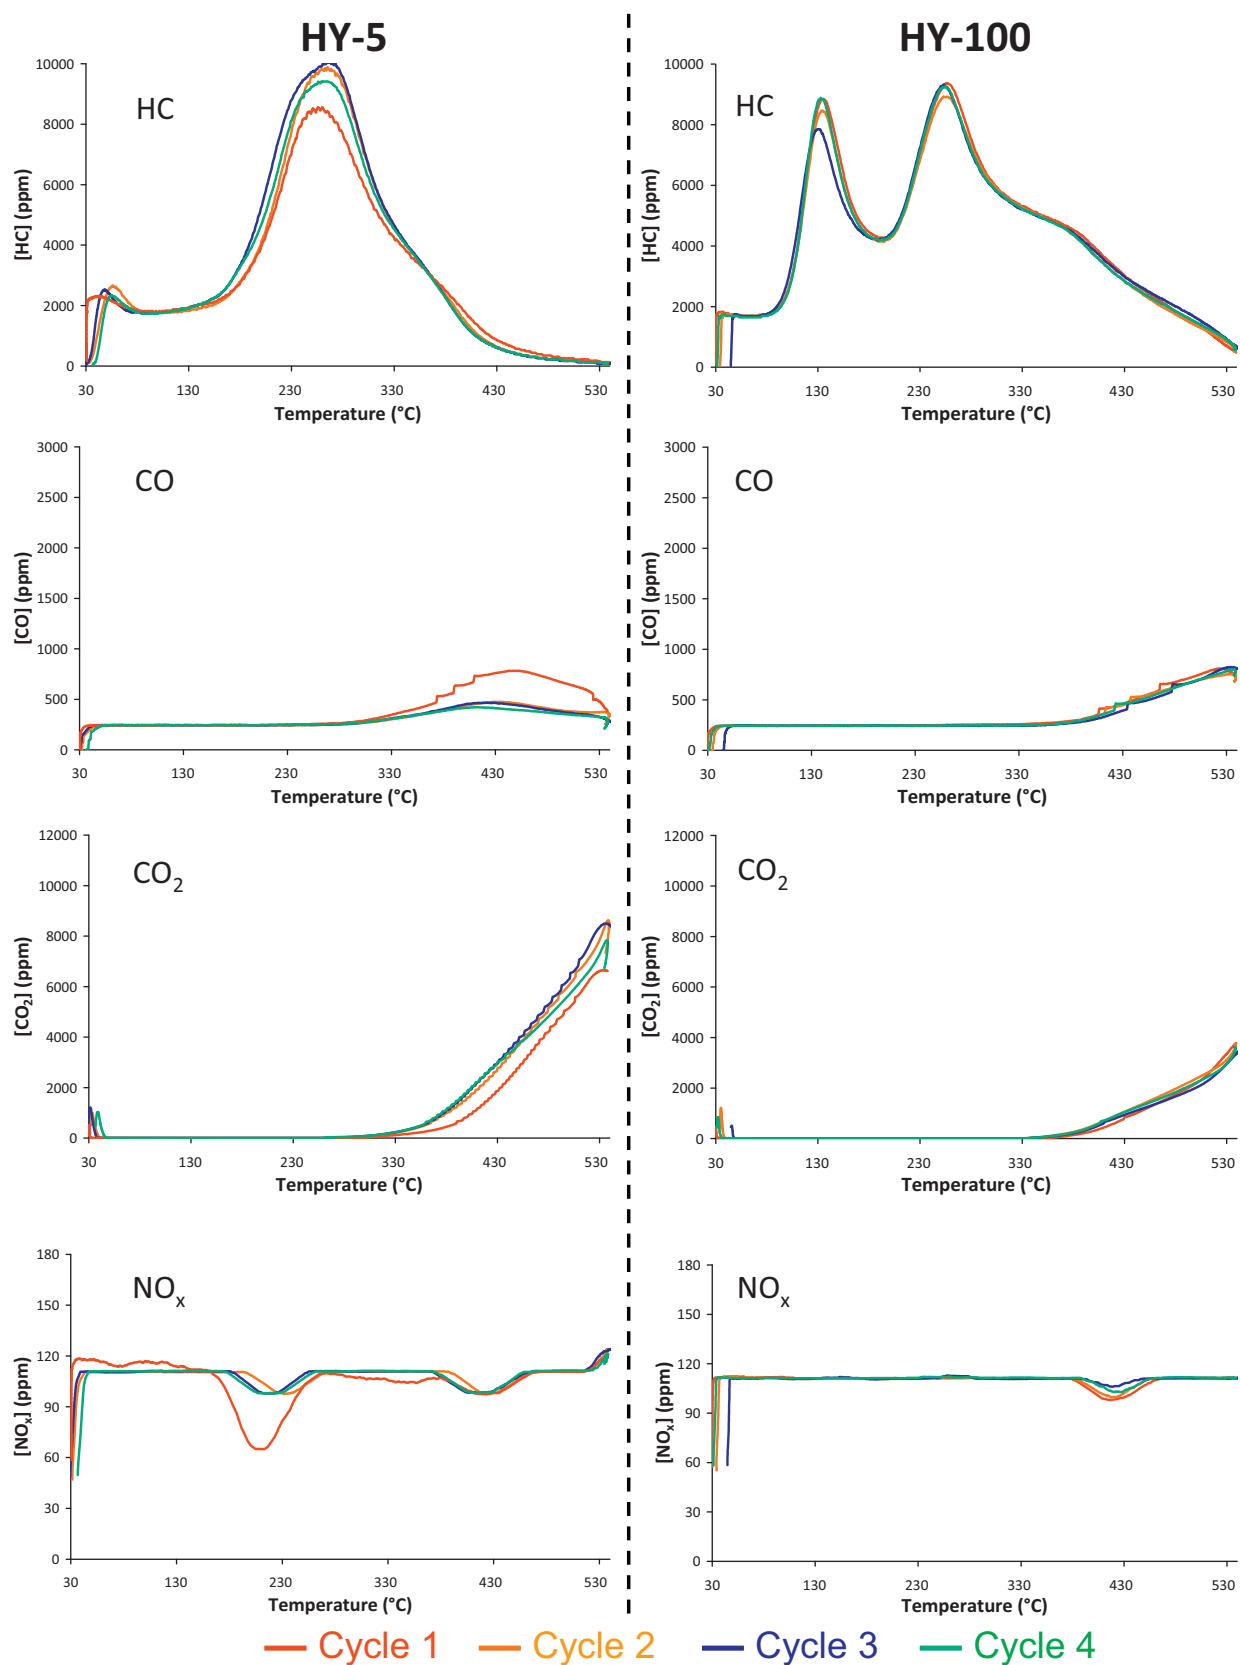 HY-5
HY-100
HC
[HC] (ppm)
10000
8000
6000
4000
2000
0
30 130 230 330 430 530
Temperature (°C)
HC
[HC] (ppm)
10000
8000
6000
4000
2000
0
30 130 230 330 430 530
Temperature (°C)
CO
[CO] (ppm)
3000
2500
2000
1500
1000
500
0
30 130 230 330 430 530
Temperature (°C)
CO
[CO] (ppm)
3000
2500
2000
1500
1000
500
0
30 130 230 330 430 530
Temperature (°C)
CO2
[CO2] (ppm)
12000
10000
8000
6000
4000
2000
0
30 130 230 330 430 530
Temperature (°C)
CO2
[CO2] (ppm)
12000
10000
8000
6000
4000
2000
0
30 130 230 330 430 530
Temperature (°C)
NOx
[NOx] (ppm)
180
150
120
90
60
30
0
30 130 230 330 430 530
Temperature (°C)
NOx
[NOx] (ppm)
180
150
120
90
60
30
0
30 130 230 330 430 530
Temperature (°C)
Cycle 1 Cycle 2 Cycle 3 Cycle 4